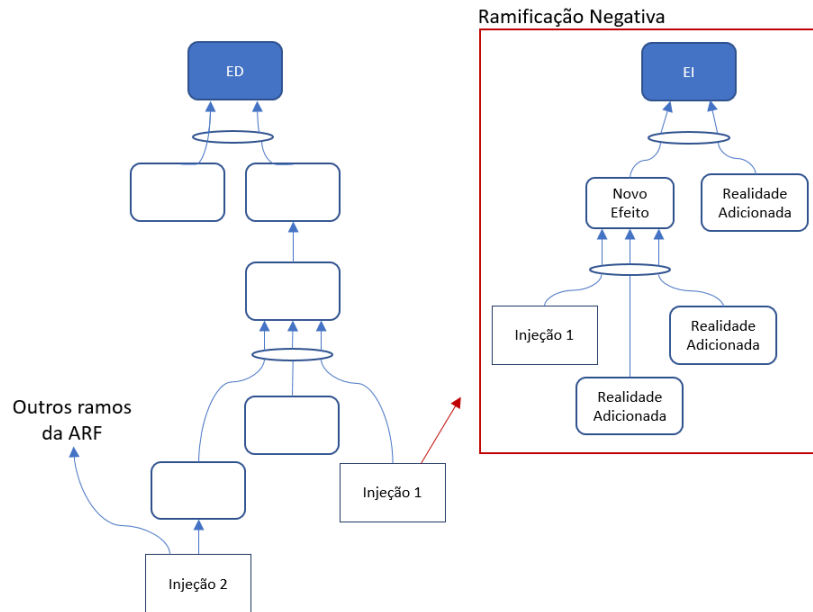 Ramificação Negativa
ED
EI
Novo
Efeito
Realidade
Adicionada
Injeção 1
Realidade
Adicionada
Realidade
Adicionada
Outros ramos
da ARF
Injeção 1
Injeção 2